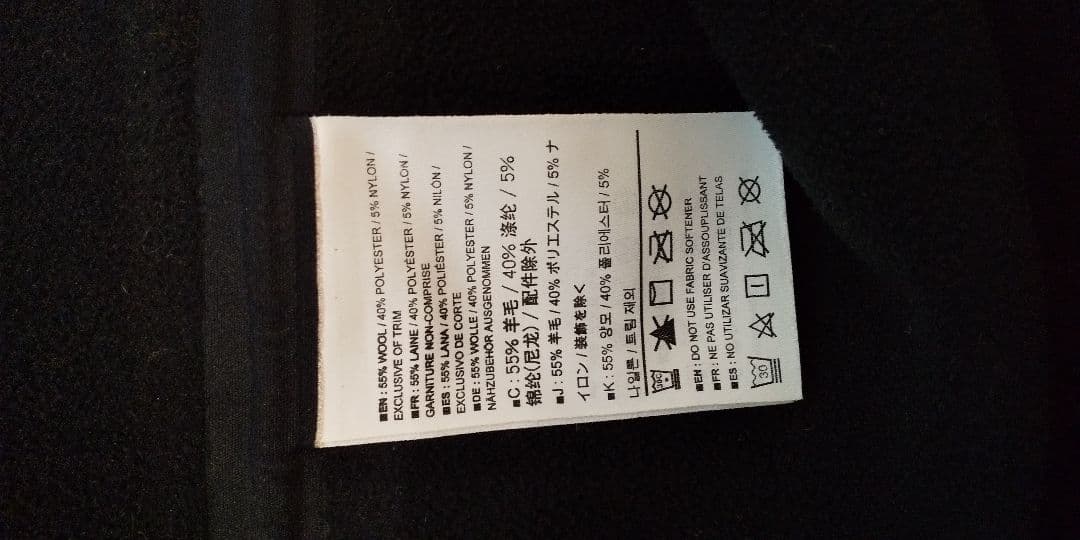 ■EN : 55% WOOL / 40% POLYESTER / 5% NYLON /
EXCLUSIVE OF TRIM
■FR : 55% LAINE / 40% POLYÉSTER / 5% NYLON /
GARNITURE NON-COMPRISE
■ES : 55% LANA / 40% POLIÉSTER / 5% NILÓN /
EXCLUSIVO DE CORTE
■DE : 55% WOLLE / 40% POLYESTER / 5% NYLON /
NÄHZUBEHÖR AUSGENOMMEN
■C : 55% 羊毛 / 40% 涤纶 / 5%
锦纶(尼龙) / 配件除外
■J : 55% 羊毛 / 40% ポリエステル / 5% ナ
イロン / 装飾を除く
■K : 55% 양모 / 40% 폴리에스터 / 5%
나일론 / 트림 제외
■EN : DO NOT USE FABRIC SOFTENER
■FR : NE PAS UTILISER D'ASSOUPLISSANT
■ES : NO UTILIZAR SUAVIZANTE DE TELAS
30